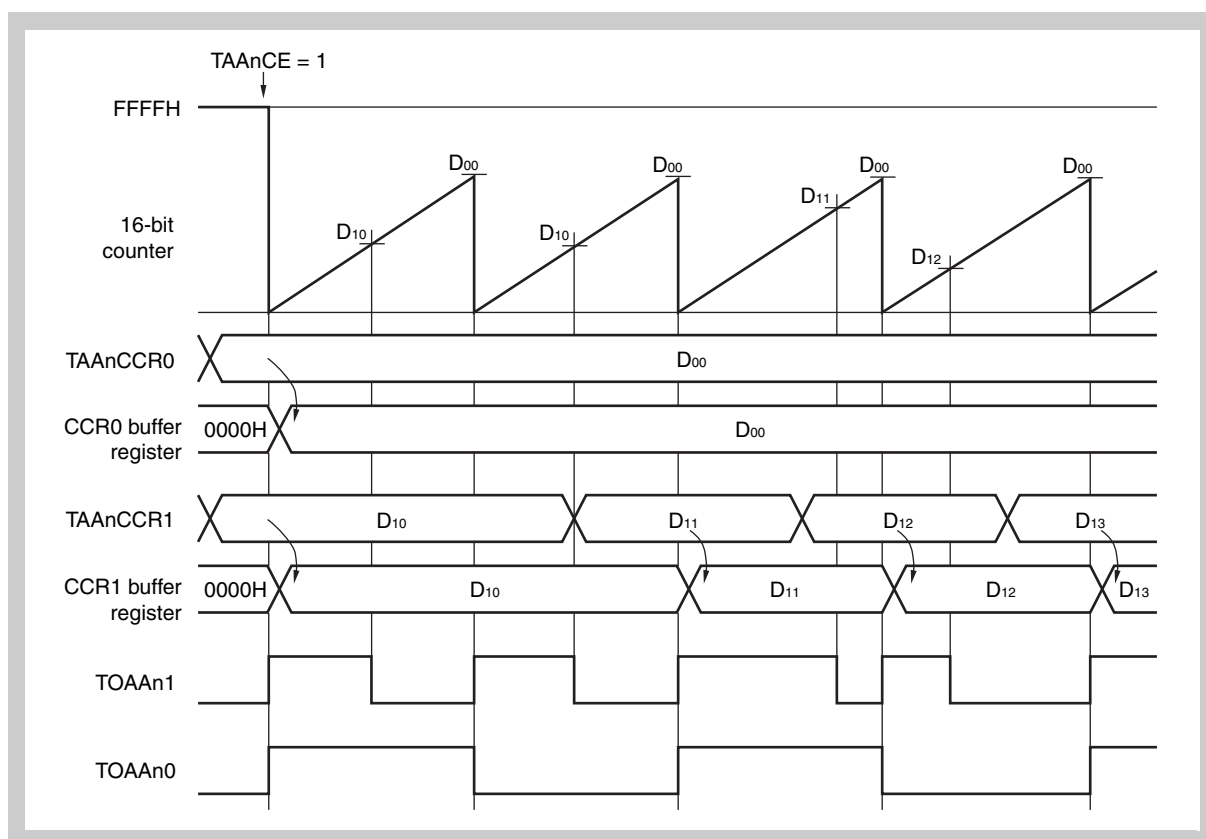 TAAnCE = 1
FFFFH
D00
D00
D00
D00
D11
D10
D10
D12
16-bit
counter
TAAnCCR0
D00
CCR0 buffer
register
0000H
D00
TAAnCCR1
D10
D11
D12
D13
CCR1 buffer
register
0000H
D10
D11
D12
D13
TOAAn1
TOAAn0